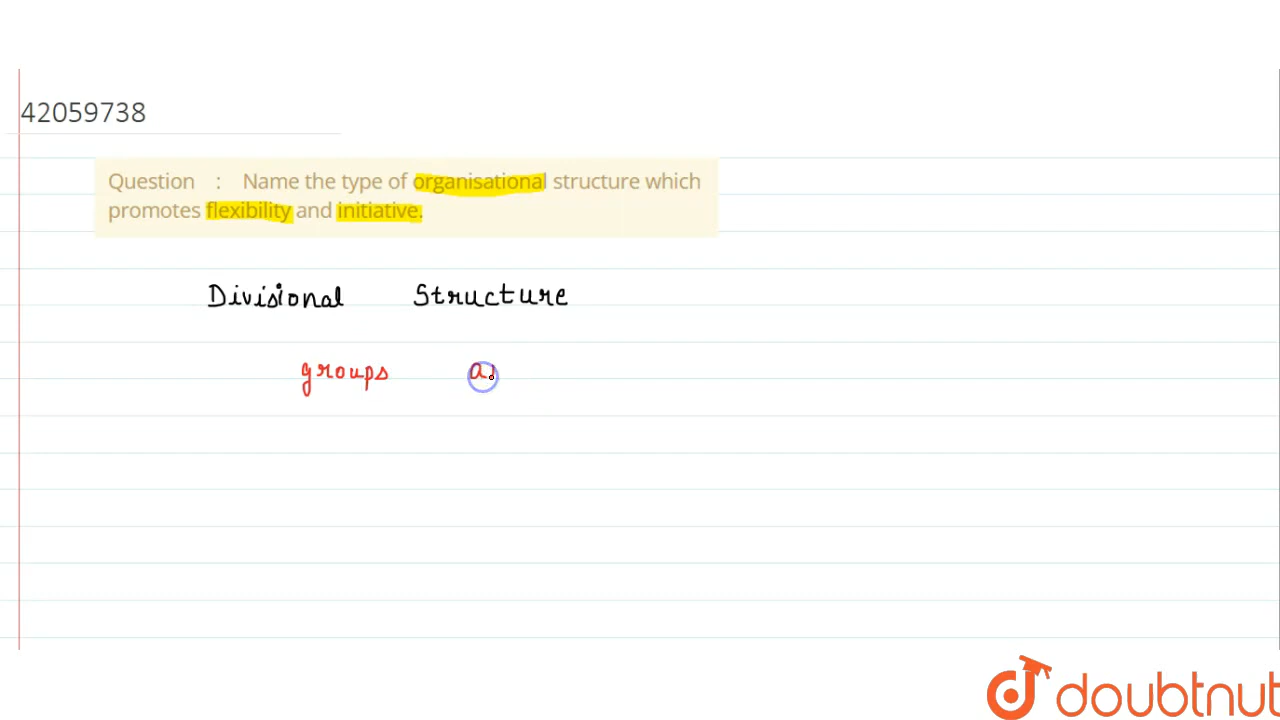 42059738
Question : Name the type of organisational structure which
promotes flexibility and initiative.
Divisional Structure
groups
doubtnut